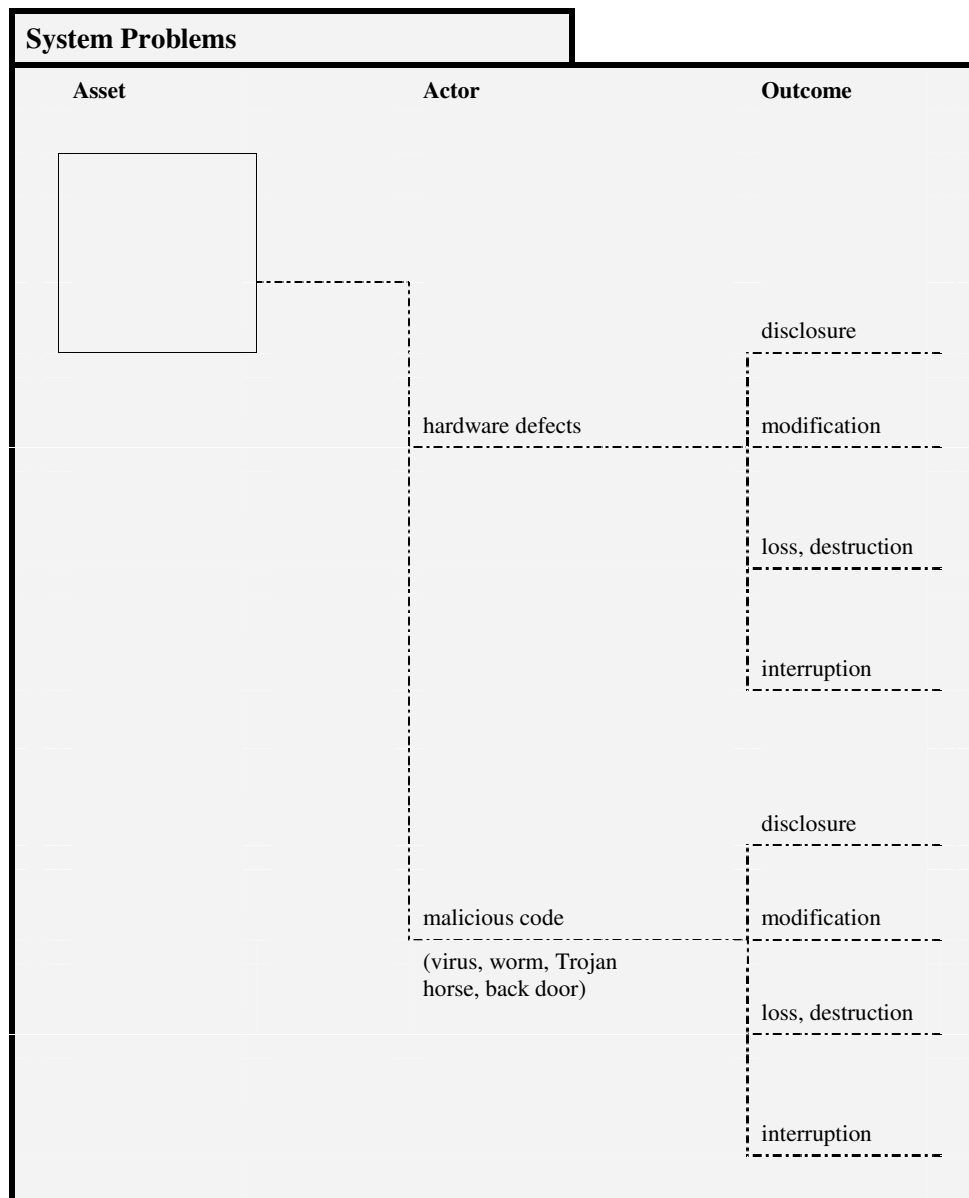 System Problems
Asset Actor Outcome
disclosure
hardware defects modification
loss, destruction
interruption
disclosure
malicious code modification
(virus, worm, Trojan
horse, back door)
loss, destruction
interruption